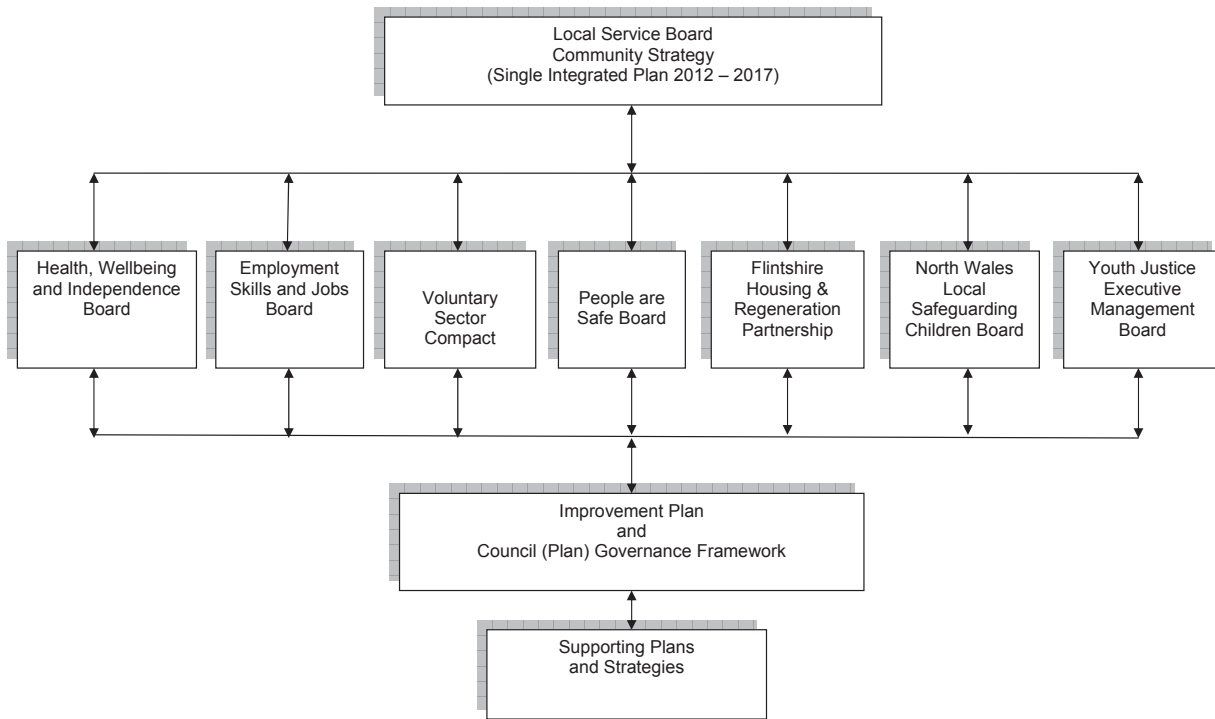 Local Service Board
Community Strategy
(Single Integrated Plan 2012 – 2017)
Health, Wellbeing
and Independence
Board
Employment
Skills and Jobs
Board
Voluntary
Sector
Compact
People are
Safe Board
Flintshire
Housing &
Regeneration
Partnership
North Wales
Local
Safeguarding
Children Board
Youth Justice
Executive
Management
Board
Improvement Plan
and
Council (Plan) Governance Framework
Supporting Plans
and Strategies